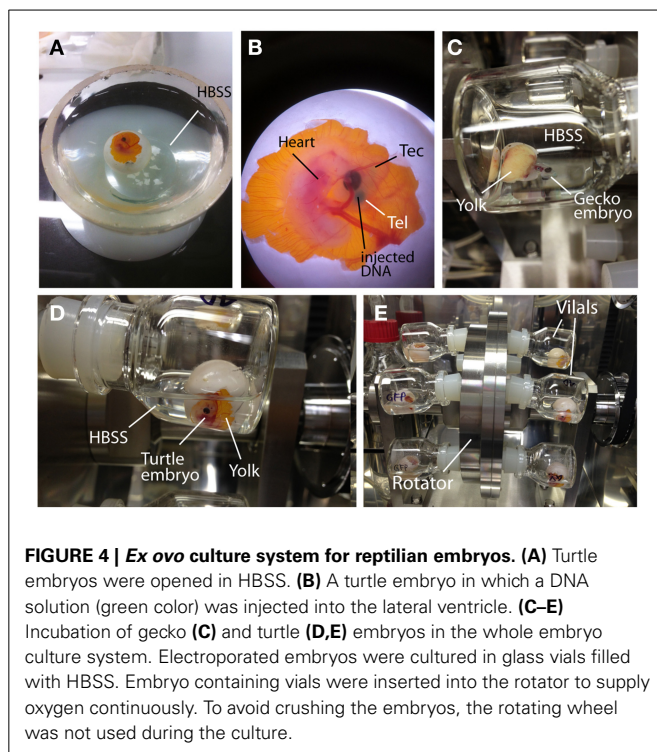 A
HBSS
B
Heart
Tec
Tel
injected
DNA
C
HBSS
Yolk
Gecko
embryo
D
HBSS
Turtle
embryo
Yolk
E
Vilals
GFP
GFP
Rotator
FIGURE 4 | Ex ovo culture system for reptilian embryos. (A) Turtle
embryos were opened in HBSS. (B) A turtle embryo in which a DNA
solution (green color) was injected into the lateral ventricle. (C–E)
Incubation of gecko (C) and turtle (D,E) embryos in the whole embryo
culture system. Electroporated embryos were cultured in glass vials filled
with HBSS. Embryo containing vials were inserted into the rotator to supply
oxygen continuously. To avoid crushing the embryos, the rotating wheel
was not used during the culture.